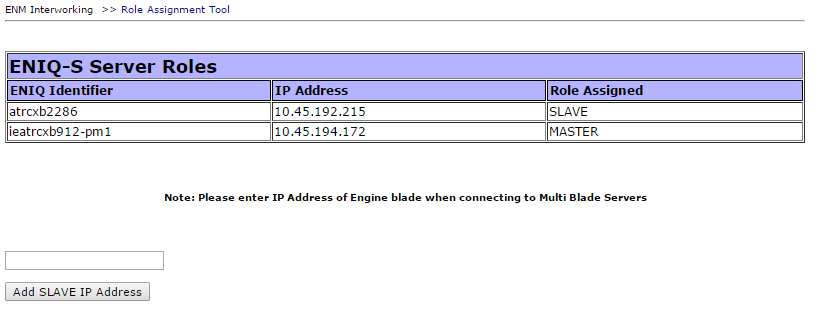 ENM Interworking >> Role Assignment Tool
ENIQ-S Server Roles
ENIQ Identifier IP Address Role Assigned
atrcxb2286 10.45.192.215 SLAVE
ieatrcxb912-pm1 10.45.194.172 MASTER
Note: Please enter IP Address of Engine blade when connecting to Multi Blade Servers
Add SLAVE IP Address